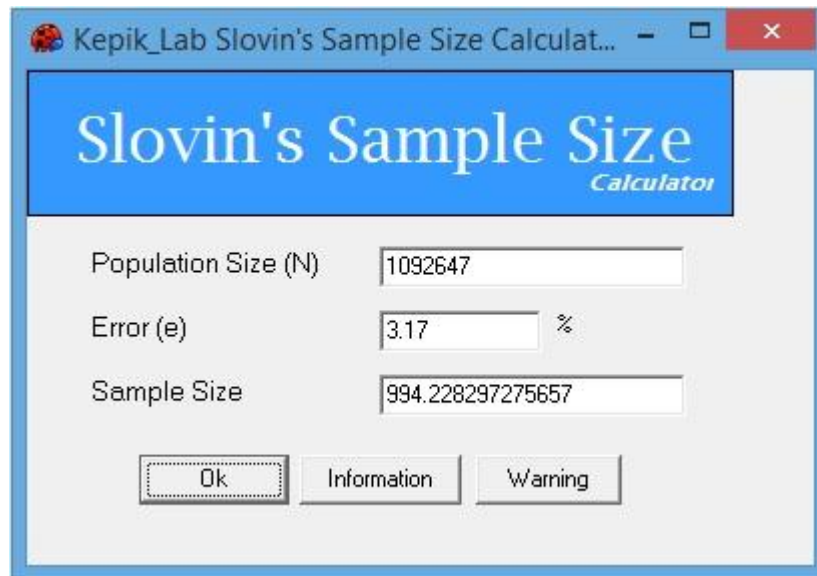 Kepik_Lab Slovin's Sample Size Calculat...
Slovin's Sample Size
Calculator
Population Size (N) 1092647
Error (e) 3.17 %
Sample Size 994.228297275657
Ok Information Warning